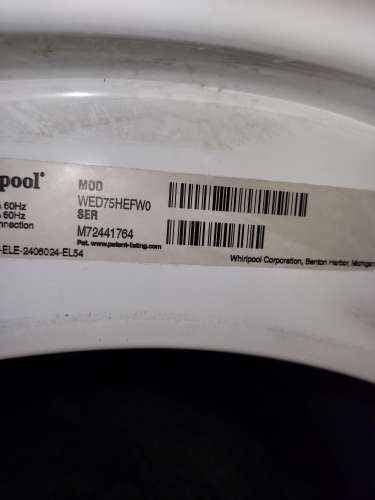 pool®
MOD
WED75HEFW0
60Hz
SER
60Hz
M72441764
nnection
Pat. www.patent-listing.com
-ELE-2406024-EL54
Whirlpool Corporation, Benton Harbor, Michigan